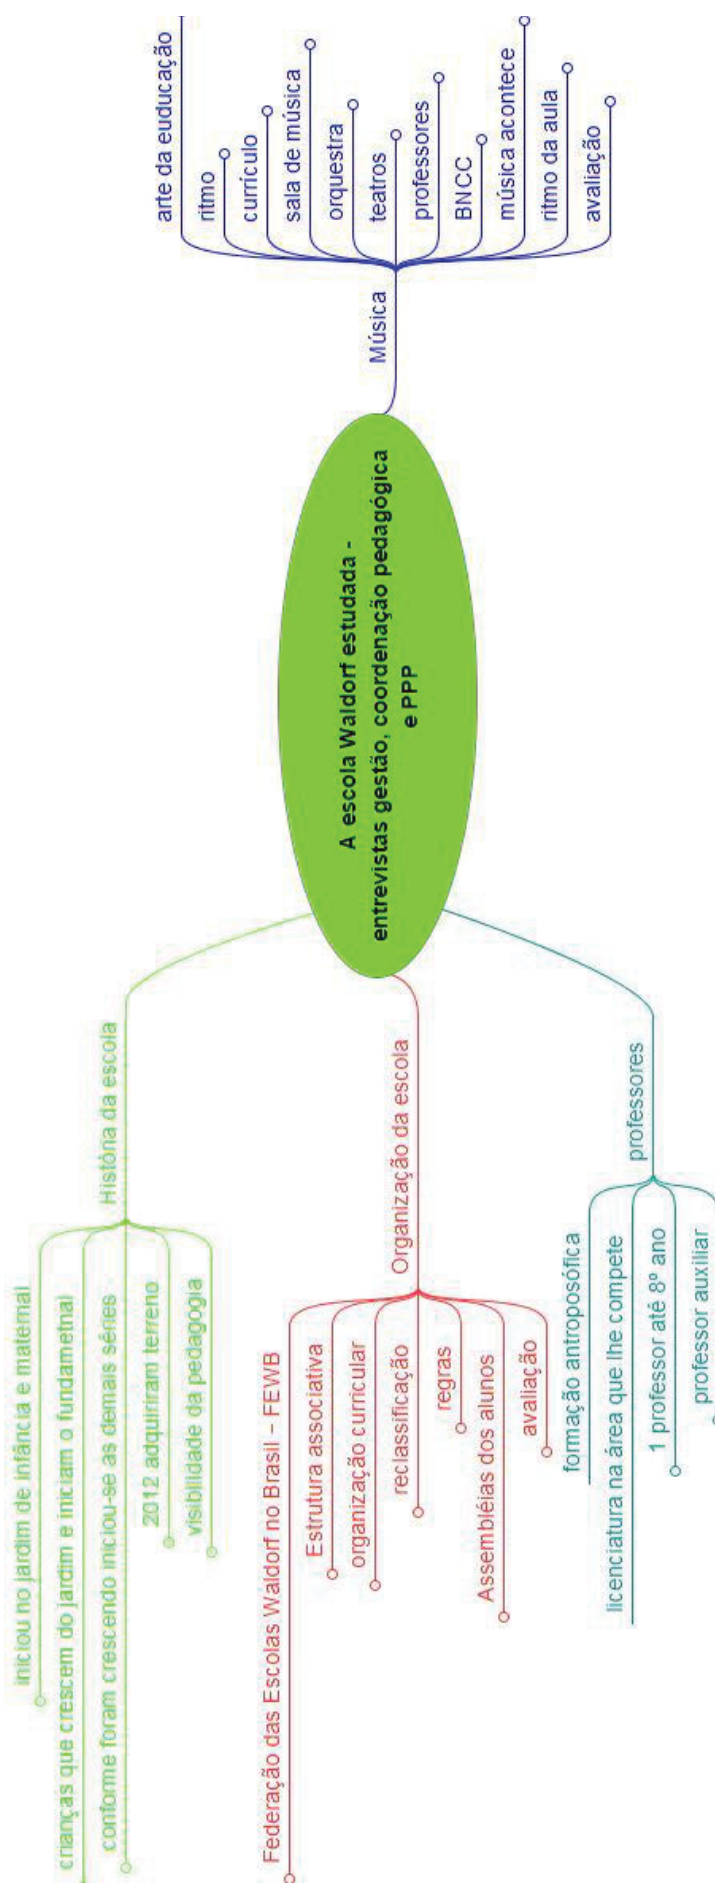 A escola Waldorf estudada -
entrevistas gestão, coordenação pedagógica
e PPP
História da escola
iniciou no jardim de infância e maternal
crianças que crescem do jardim e iniciam o fundametnal
conforme foram crescendo iniciou-se as demais séries
2012 adquiriram terreno
visibilidade da pedagogia
Organização da escola
Federação das Escolas Waldorf no Brasil – FEWB
Estrutura associativa
organização curricular
reclassificação
regras
Assembléias dos alunos
avaliação
professores
formação antroposófica
licenciatura na área que lhe compete
1 professor até 8º ano
professor auxiliar
Música
arte da euducação
ritmo
currículo
sala de música
orquestra
teatros
professores
BNCC
música acontece
ritmo da aula
avaliação